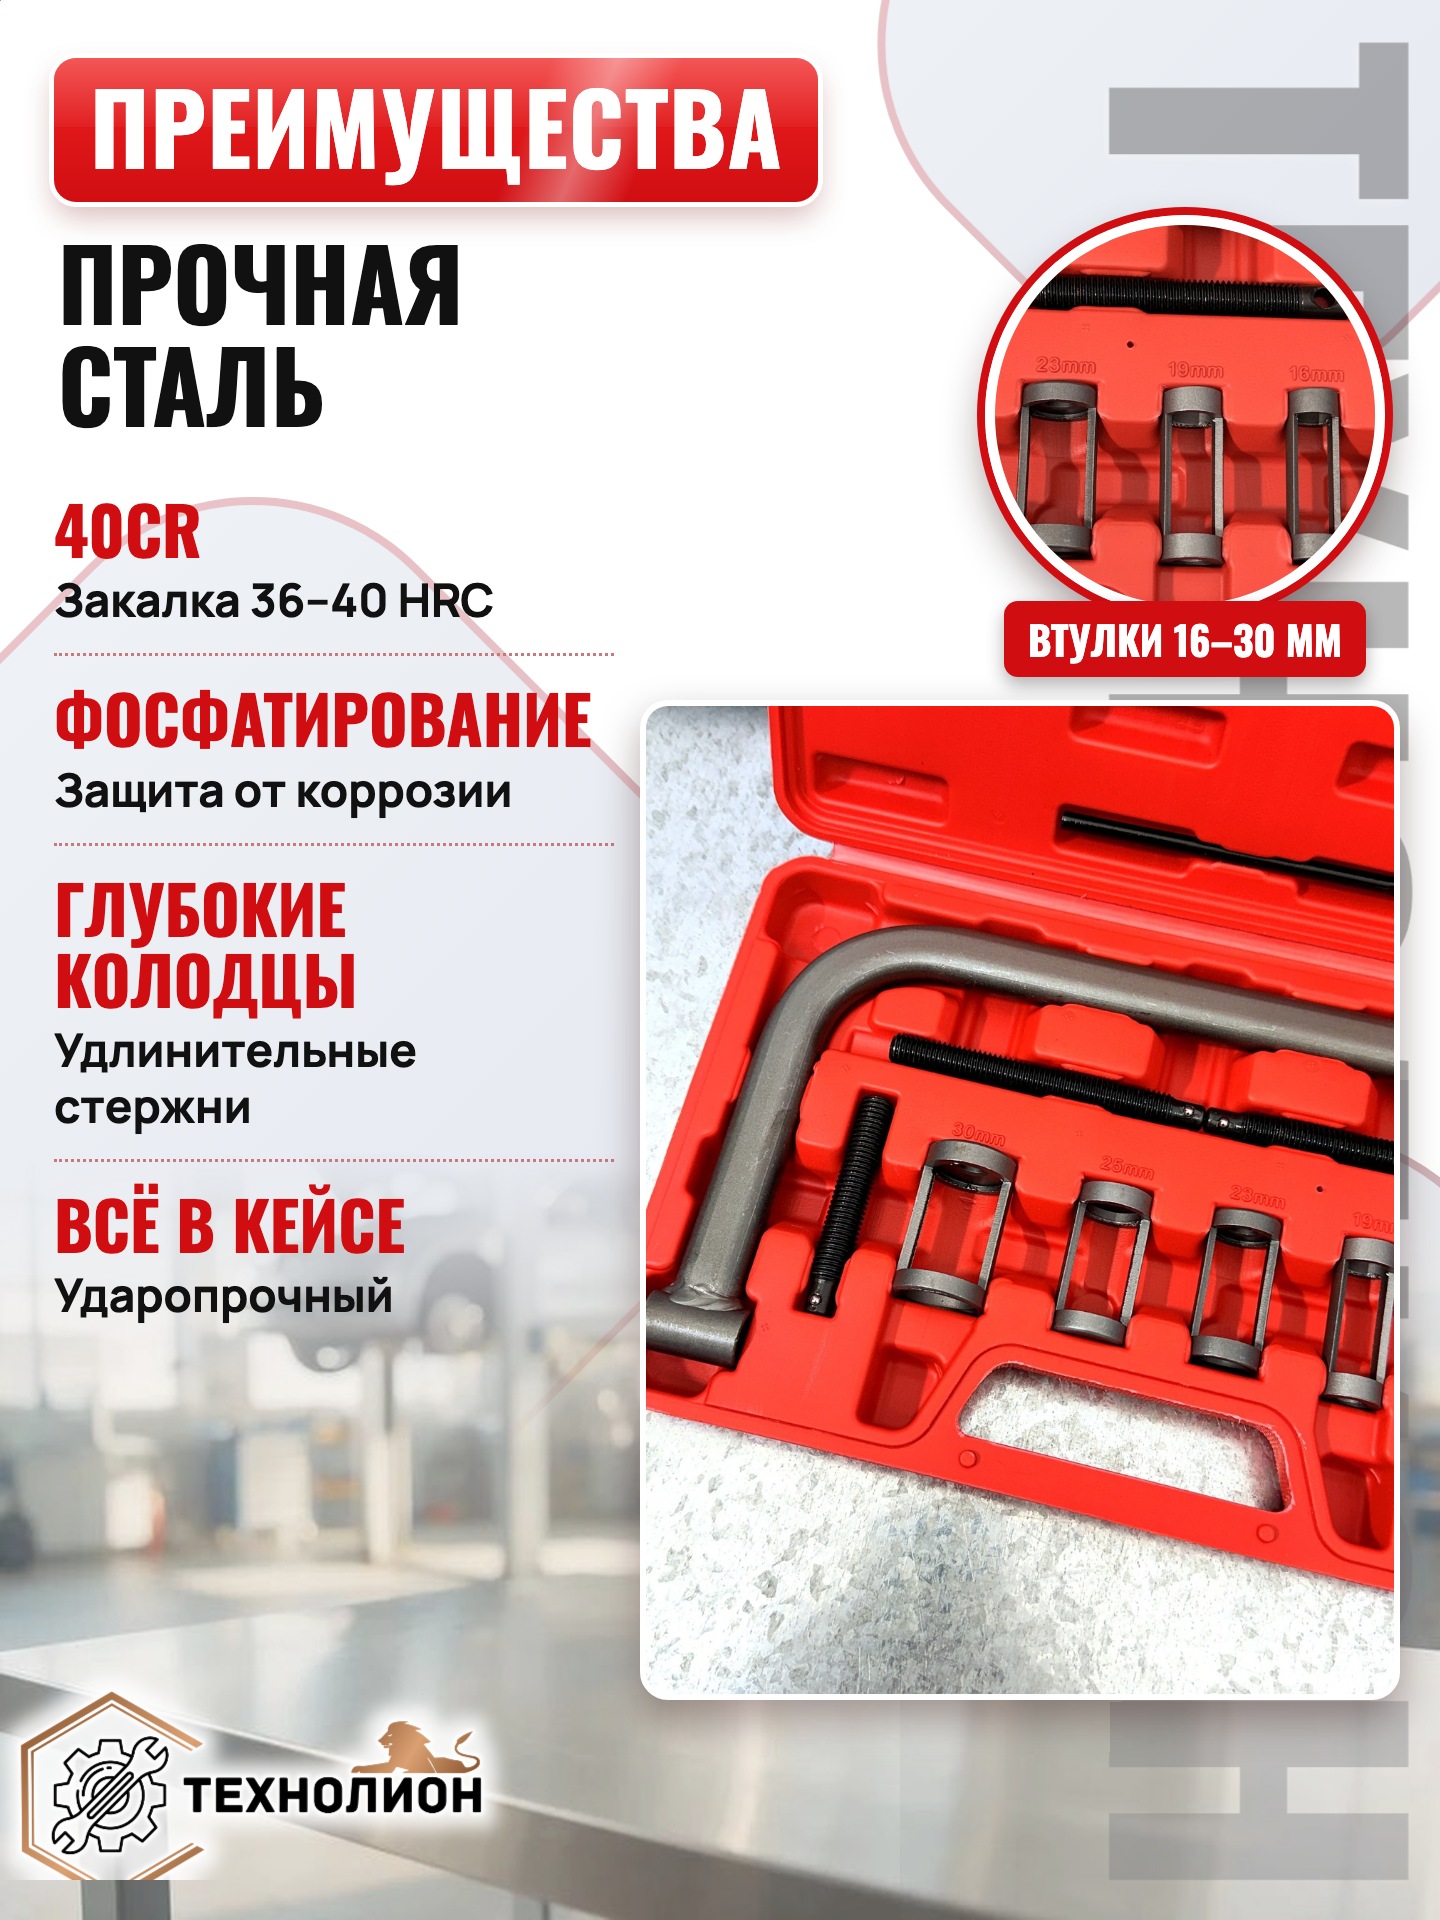 ПРЕИМУЩЕСТВА
ПРОЧНАЯ
СТАЛЬ
40CR
Закалка 36–40 HRC
ФОСФАТИРОВАНИЕ
Защита от коррозии
ГЛУБОКИЕ
КОЛОДЦЫ
Удлинительные
стержни
ВСЁ В КЕЙСЕ
Ударопрочный
23mm 19mm 16mm
ВТУЛКИ 16–30 ММ
30mm 25mm 23mm 19mm
ТЕХНОЛИОН